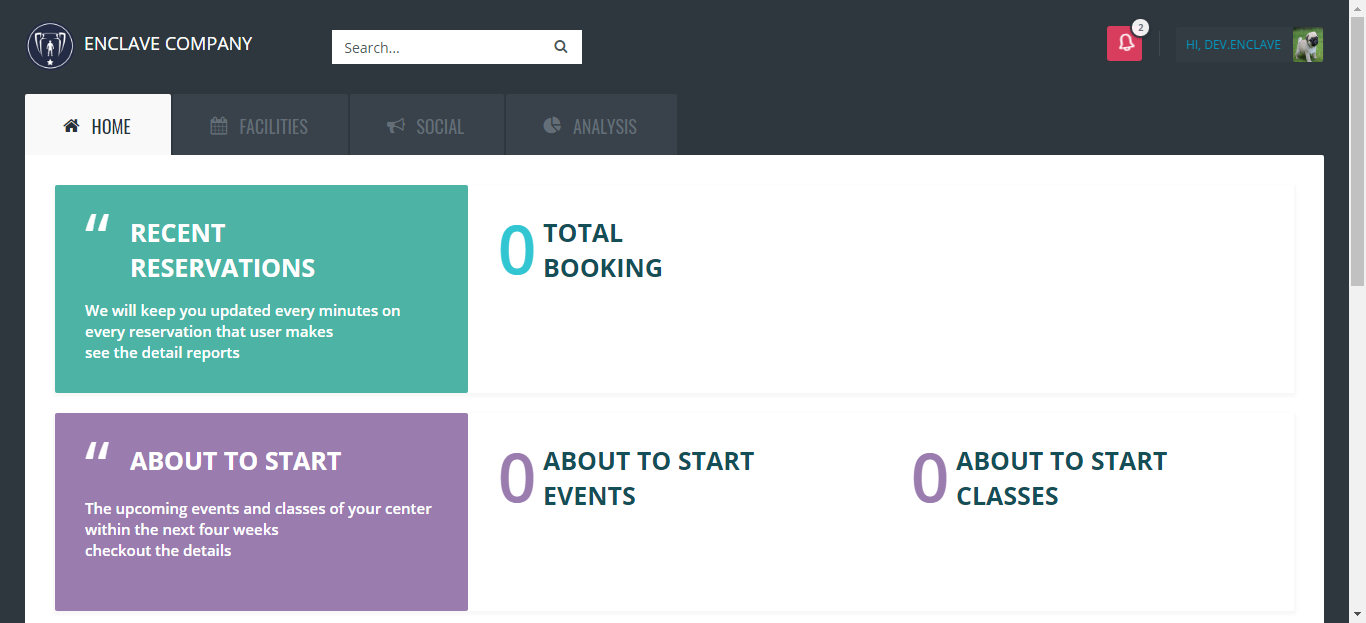 ENCLAVE COMPANY
Search...
2
HI, DEV.ENCLAVE
HOME
FACILITIES
SOCIAL
ANALYSIS
“ RECENT
RESERVATIONS
We will keep you updated every minutes on
every reservation that user makes
see the detail reports
0 TOTAL
BOOKING
“ ABOUT TO START
The upcoming events and classes of your center
within the next four weeks
checkout the details
0 ABOUT TO START
EVENTS
0 ABOUT TO START
CLASSES